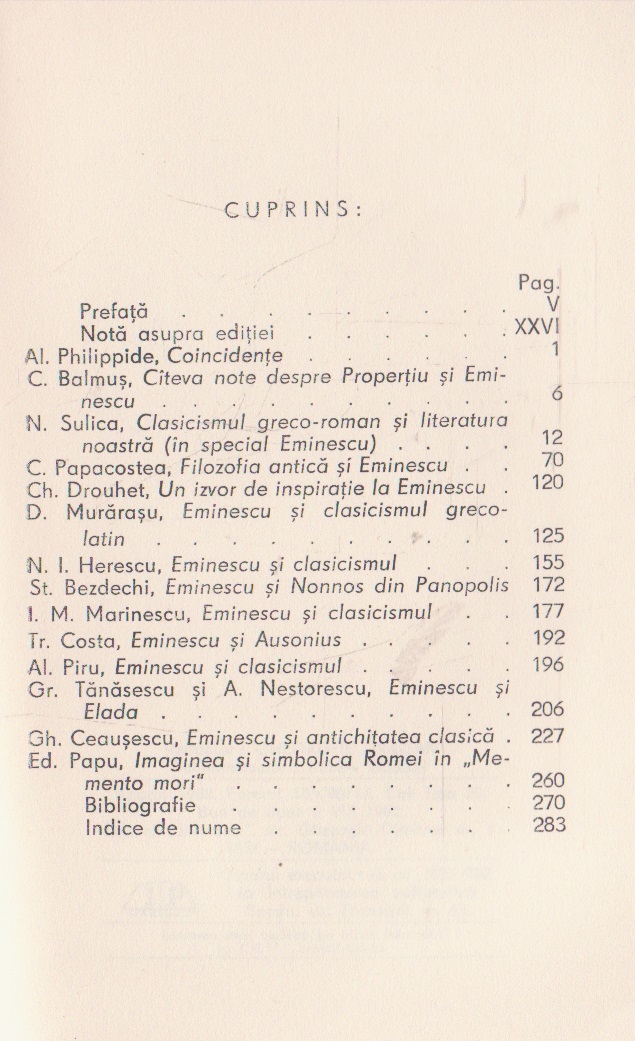 CUPRINS:
Pag.
Prefață . . . . . . . . . V
Notă asupra ediției . . . . . . XXVI
Al. Philippide, Coincidențe . . . . . . 1
C. Balmuș, Cîteva note despre Properțiu și Emi-
nescu . . . . . . . . . . 6
N. Sulica, Clasicismul greco-roman și literatura
noastră (în special Eminescu) . . . . 12
C. Papacostea, Filozofia antică și Eminescu . . 70
Ch. Drouhet, Un izvor de inspirație la Eminescu . 120
D. Murărașu, Eminescu și clasicismul greco-
latin . . . . . . . . . . 125
N. I. Herescu, Eminescu și clasicismul . . . 155
St. Bezdechi, Eminescu și Nonnos din Panopolis 172
I. M. Marinescu, Eminescu și clasicismul . . 177
Tr. Costa, Eminescu și Ausonius . . . . . 192
Al. Piru, Eminescu și clasicismul . . . . . 196
Gr. Tănăsescu și A. Nestorescu, Eminescu și
Elada . . . . . . . . . . 206
Gh. Ceaușescu, Eminescu și antichitatea clasică . 227
Ed. Papu, Imaginea și simbolica Romei în „Me-
mento mori" . . . . . . . . 260
Bibliografie . . . . . . . . 270
Indice de nume . . . . . . . 283